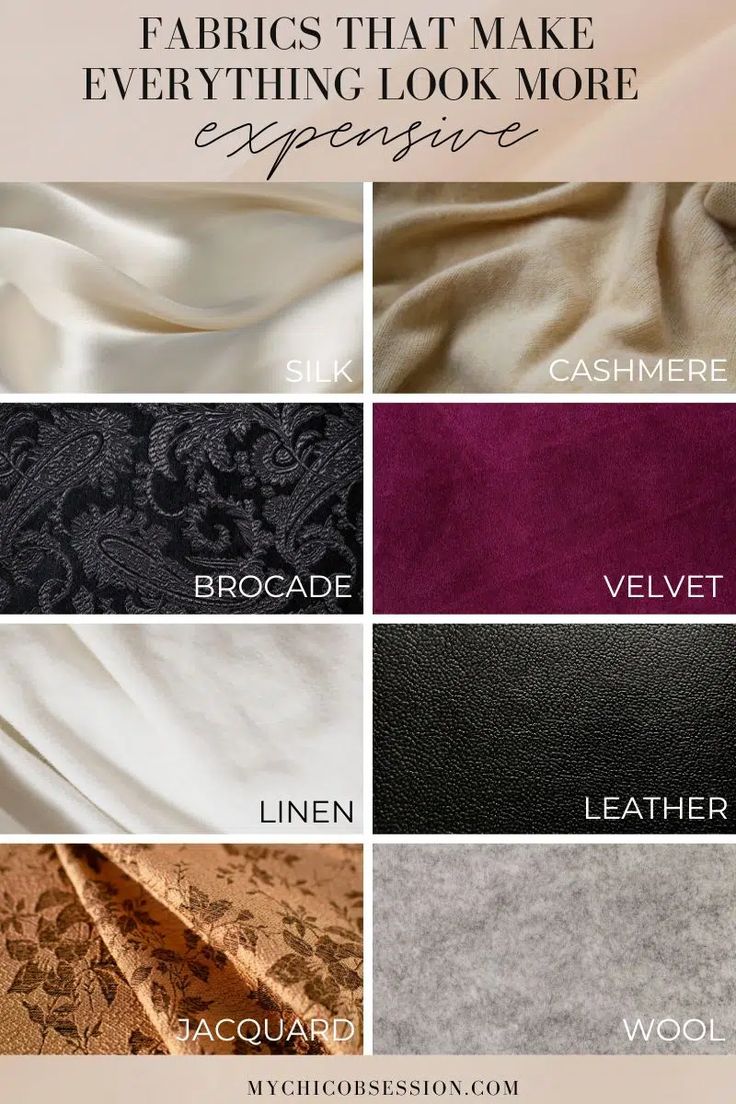 FABRICS THAT MAKE
EVERYTHING LOOK MORE
expensive
SILK
CASHMERE
BROCADE
VELVET
LINEN
LEATHER
JACQUARD
WOOL
MYCHICOBSESSION.COM